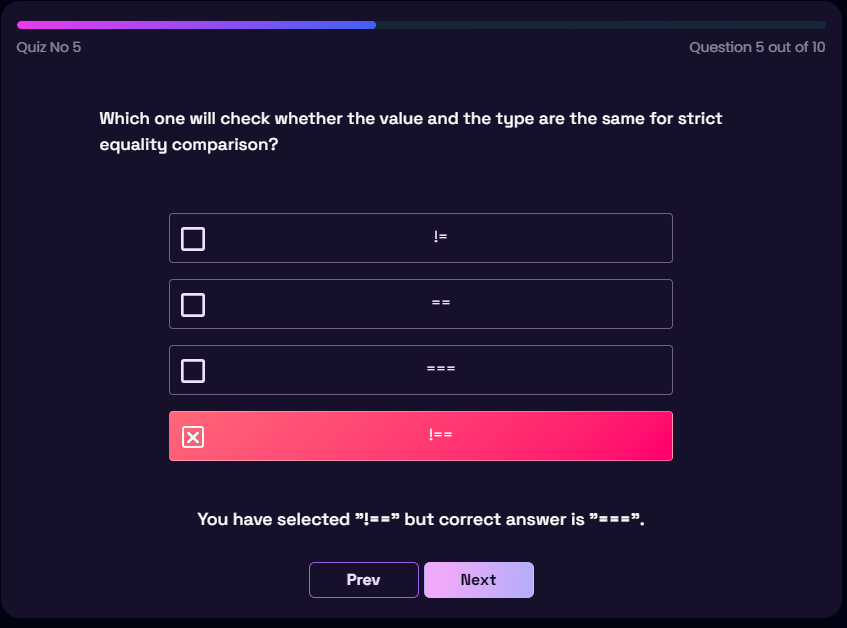 Quiz No 5
Question 5 out of 10
Which one will check whether the value and the type are the same for strict
equality comparison?
!=
==
===
!==
You have selected ”!==” but correct answer is ”===”.
Prev
Next